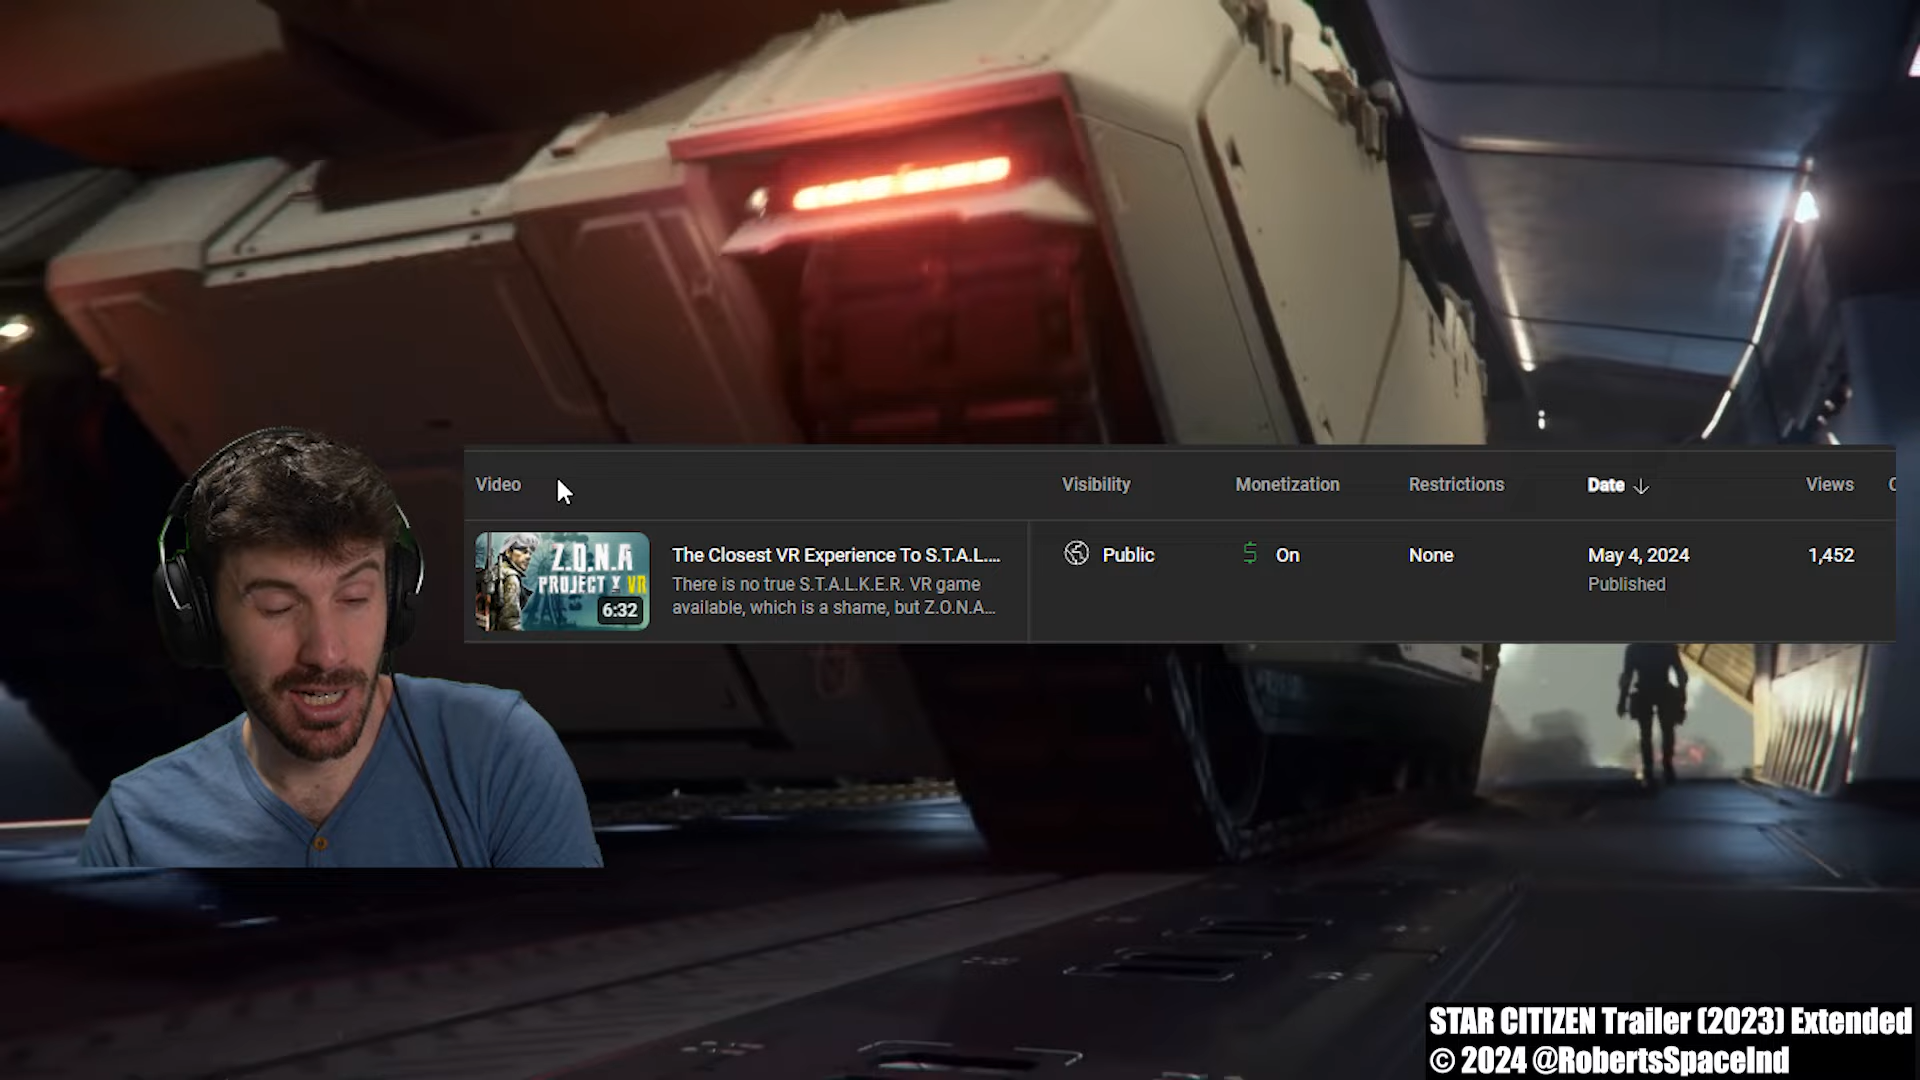 Video
Visibility
Monetization
Restrictions
Date
Views
Z.O.N.A
PROJECT X VR
6:32
The Closest VR Experience To S.T.A.L....
There is no true S.T.A.L.K.E.R. VR game
available, which is a shame, but Z.O.N.A...
Public
On
None
May 4, 2024
Published
1,452
STAR CITIZEN Trailer (2023) Extended
© 2024 @RobertsSpaceInd